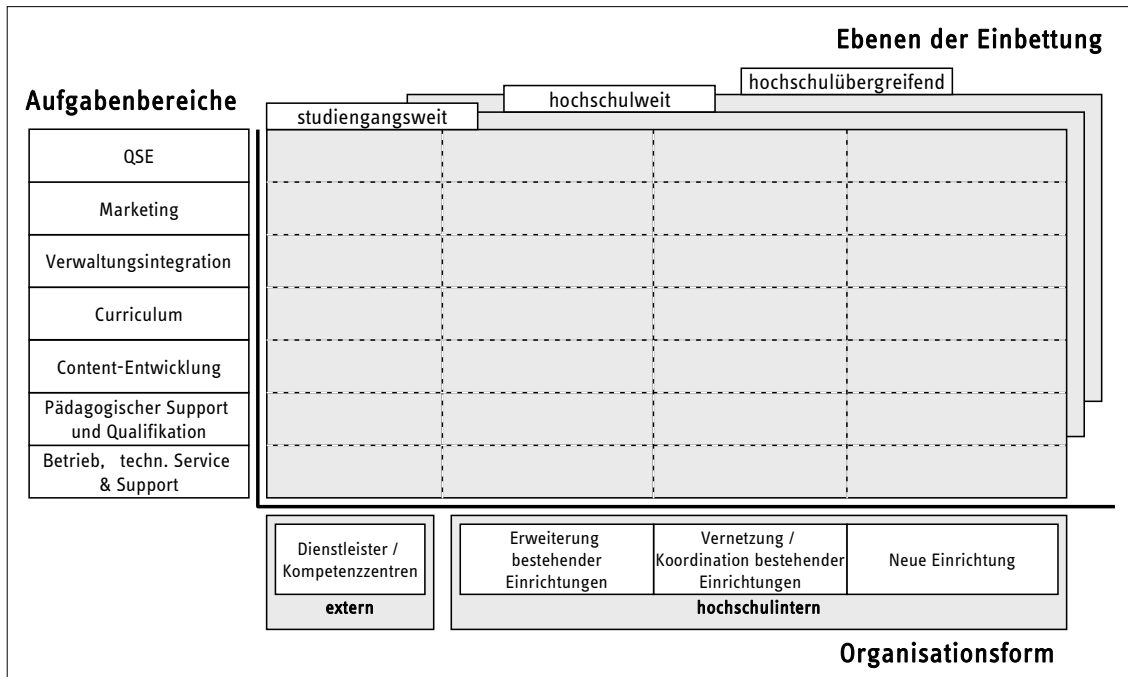 Ebenen der Einbettung
hochschulübergreifend
hochschulweit
studiengangsweit
Aufgabenbereiche
QSE
Marketing
Verwaltungsintegration
Curriculum
Content-Entwicklung
Pädagogischer Support
und Qualifikation
Betrieb, techn. Service
& Support
Dienstleister /
Kompetenzzentren
extern
Erweiterung
bestehender
Einrichtungen
Vernetzung /
Koordination bestehender
Einrichtungen
Neue Einrichtung
hochschulintern
Organisationsform